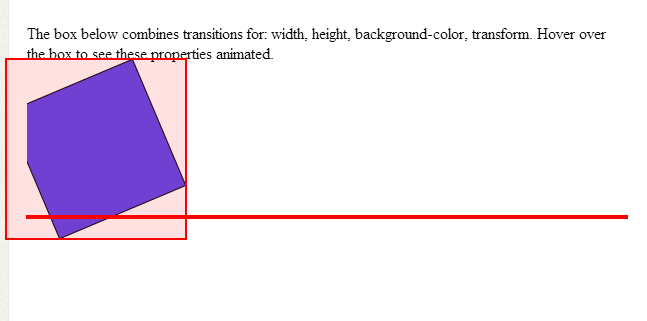 The box below combines transitions for: width, height, background-color, transform. Hover over
the box to see these properties animated.